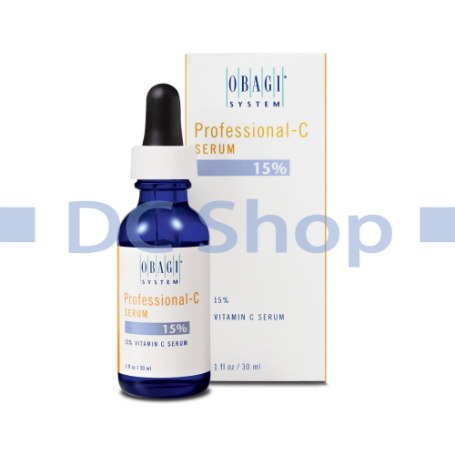 OBAGI
SYSTEM
Professional-C
SERUM
15%
15%
VITAMIN C SERUM
1 fl oz / 30 ml
OBAGI
SYSTEM
Professional-C
SERUM
15%
15% VITAMIN C SERUM
1 fl oz / 30 ml
DC Shop